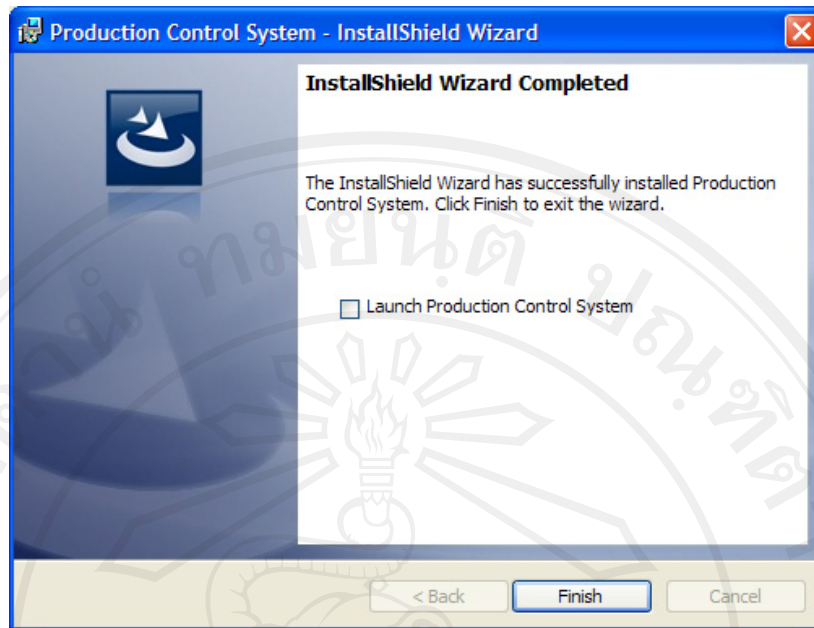 Production Control System - InstallShield Wizard
InstallShield Wizard Completed
The InstallShield Wizard has successfully installed Production
Control System. Click Finish to exit the wizard.
Launch Production Control System
< Back
Finish
Cancel